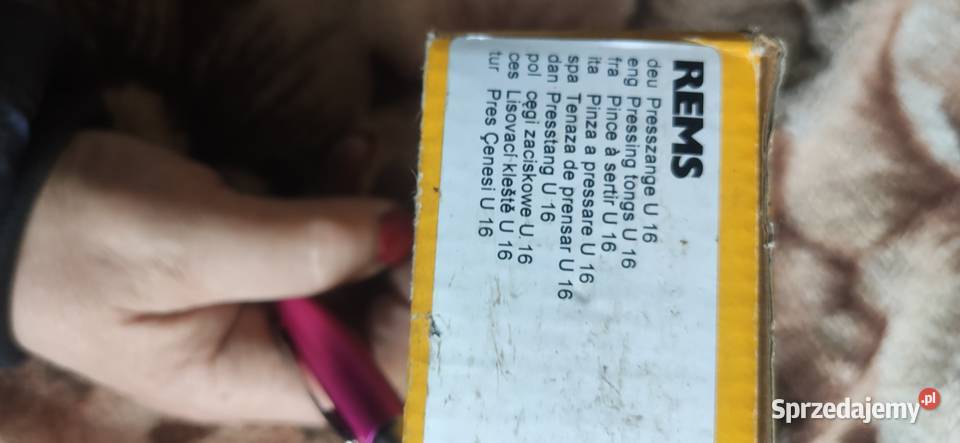 REMS
deu Presszange U 16
eng Pressing tongs U 16
fra Pince à sertir U 16
ita Pinza a pressare U 16
spa Tenaza de prensar U 16
dan Presstang U 16
pol cęgi zaciskowe U. 16
ces Lisovací kleště U 16
tur Pres Çenesi U 16
Sprzedajemy.pl